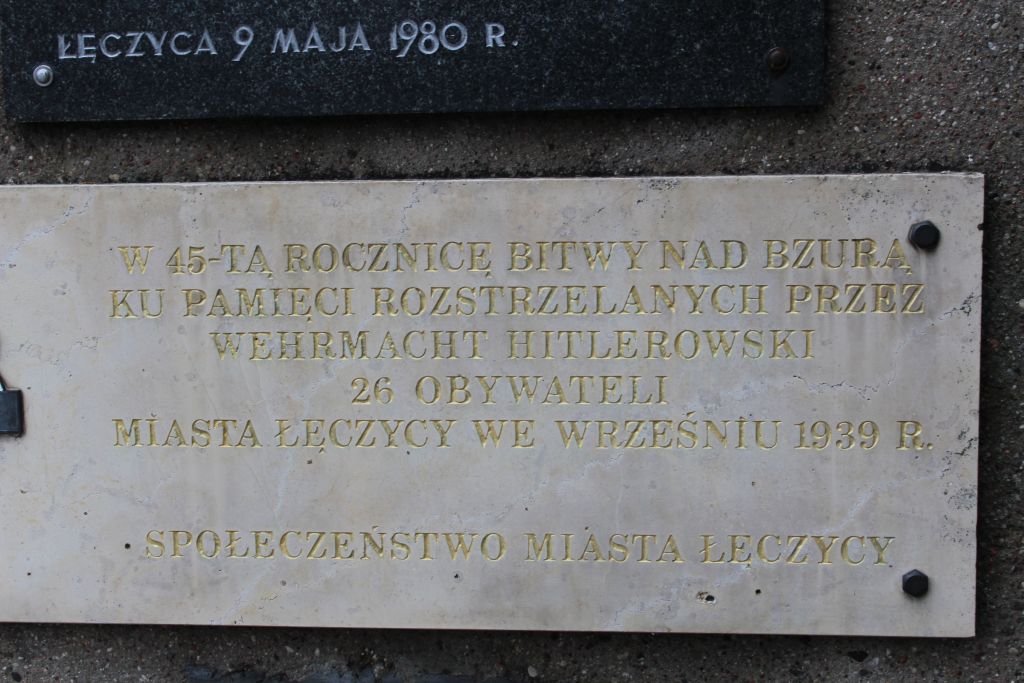 ŁĘCZYCA 9 MAJA 1980 R.
W 45-TĄ ROCZNICĘ BITWY NAD BZURĄ
KU PAMIĘCI ROZSTRZELANYCH PRZEZ
WEHRMACHT HITLEROWSKI
26 OBYWATELI
MIASTA ŁĘCZYCY WE WRZEŚNIU 1939 R.
SPOŁECZEŃSTWO MIASTA ŁĘCZYCY